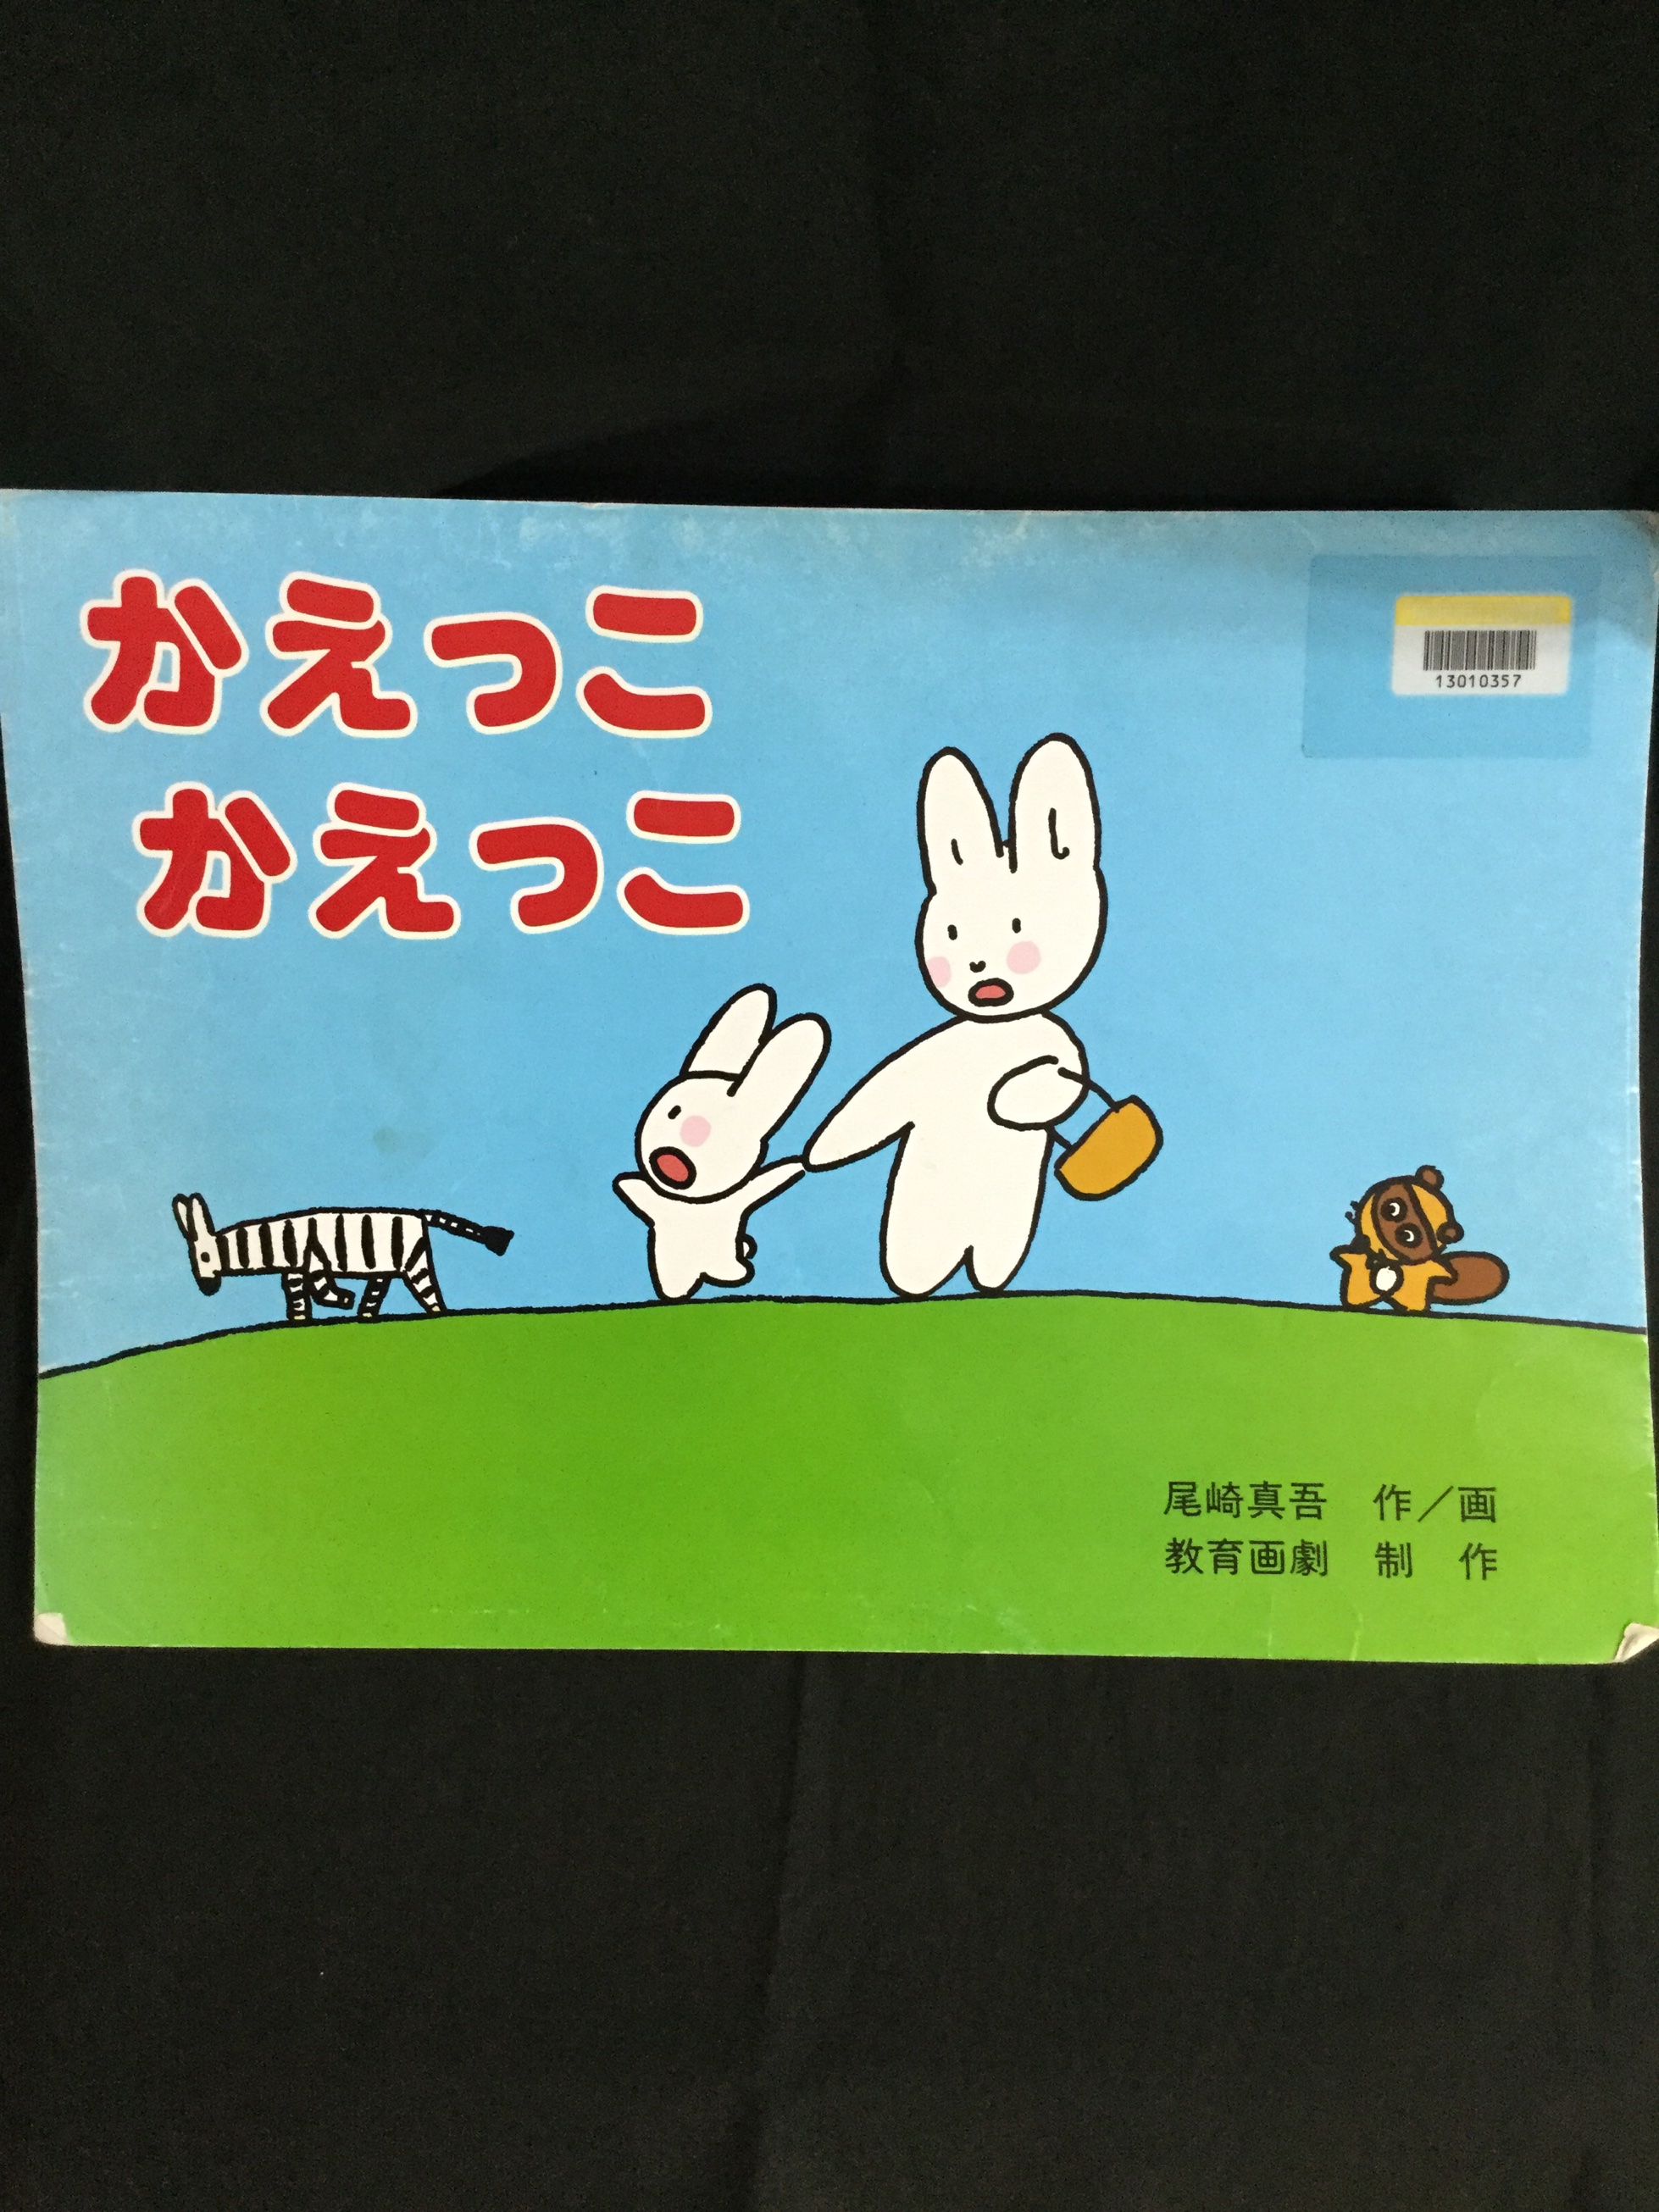 かえっこ
かえっこ
13010357
尾崎真吾 作／画
教育画劇 制 作